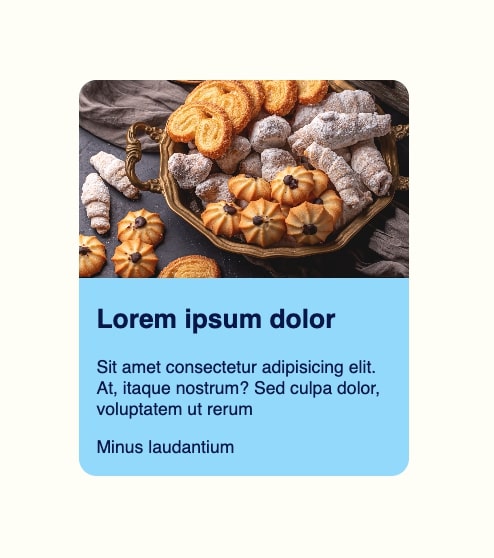 Lorem ipsum dolor
Sit amet consectetur adipisicing elit.
At, itaque nostrum? Sed culpa dolor,
voluptatem ut rerum
Minus laudantium